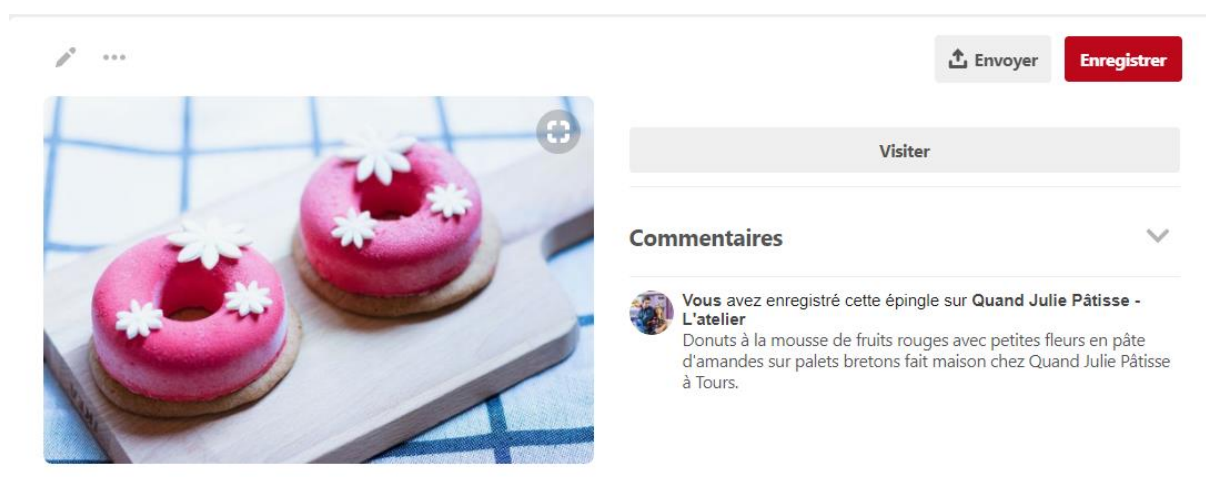 Envoyer
Enregistrer
Visiter
Commentaires
Vous avez enregistré cette épingle sur Quand Julie Pâtisse -
L'atelier
Donuts à la mousse de fruits rouges avec petites fleurs en pâte
d'amandes sur palets bretons fait maison chez Quand Julie Pâtisse
à Tours.